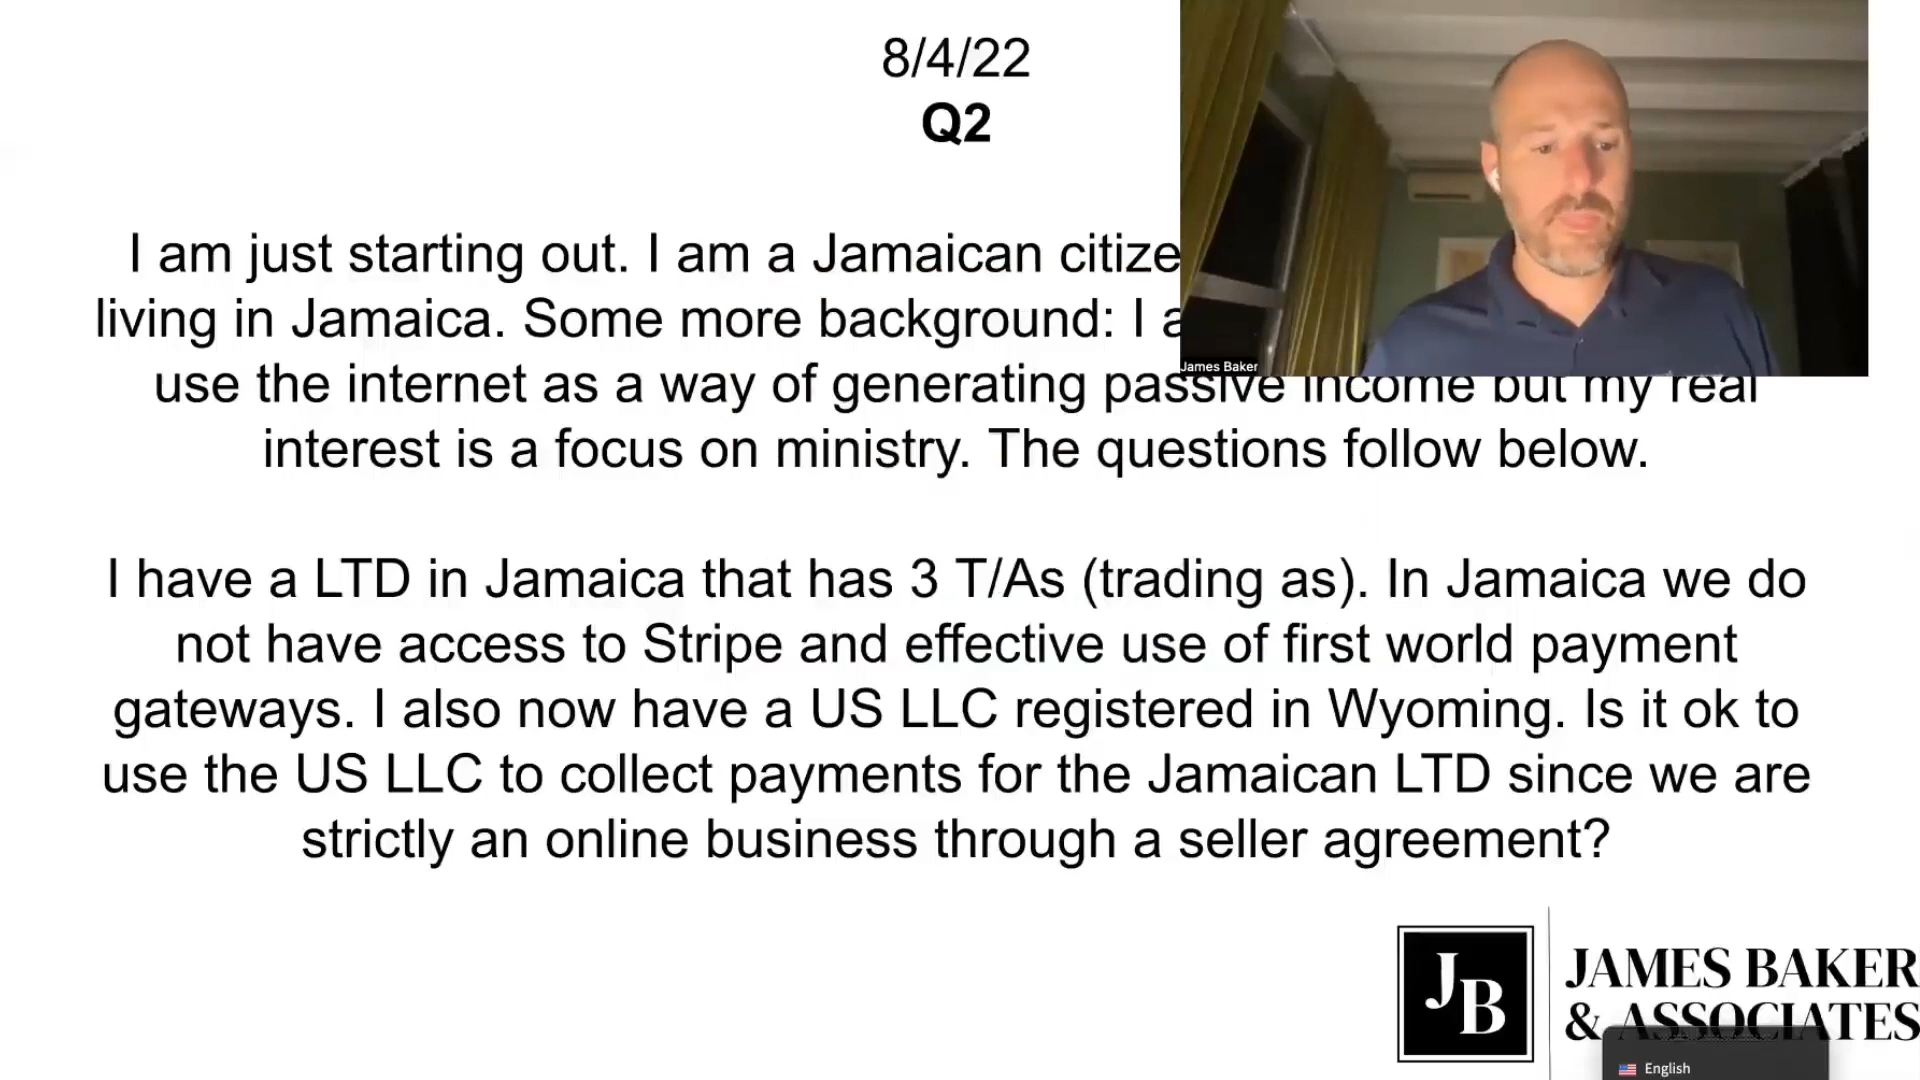 8/4/22
Q2
I am just starting out. I am a Jamaican
living in Jamaica. Some more background: I
use the internet as a way of generating passive income but my real
interest is a focus on ministry. The questions follow below.
I have a LTD in Jamaica that has 3 T/As (trading as). In Jamaica we do
not have access to Stripe and effective use of first world payment
gateways. I also now have a US LLC registered in Wyoming. Is it ok to
use the US LLC to collect payments for the Jamaican LTD since we are
strictly an online business through a seller agreement?
James Baker
JB
JAMES BAKER
& ASSOCIATES
English